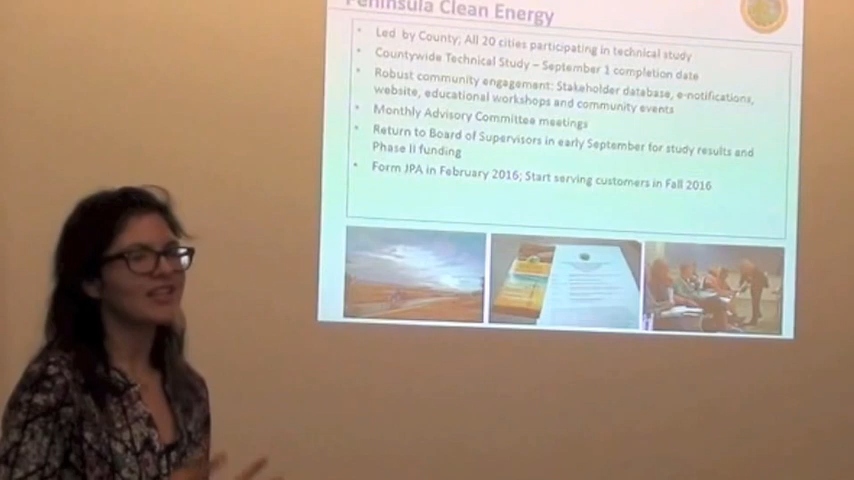 Peninsula Clean Energy
• Led by County; All 20 cities participating in technical study
• Countywide Technical Study – September 1 completion date
• Robust community engagement: Stakeholder database, e-notifications,
website, educational workshops and community events
• Monthly Advisory Committee meetings
• Return to Board of Supervisors in early September for study results and
Phase II funding
• Form JPA in February 2016; Start serving customers in Fall 2016